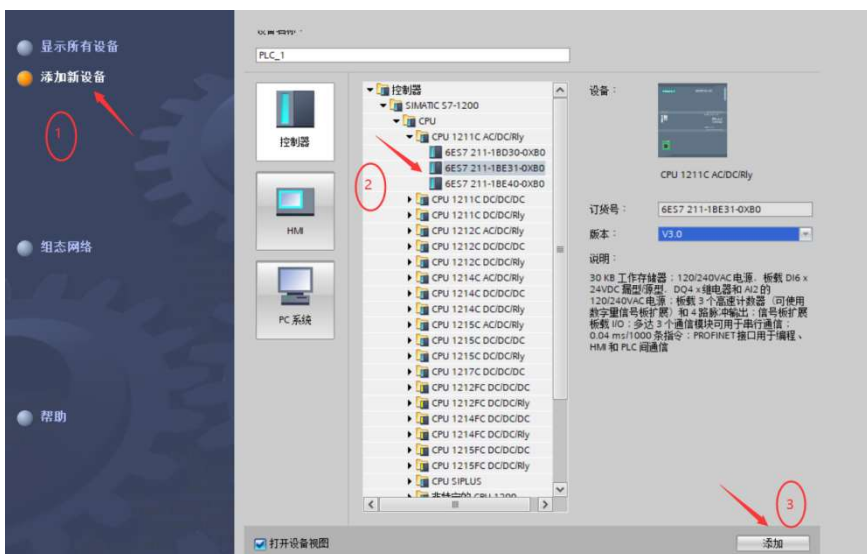 显示所有设备
添加新设备
1
组态网络
帮助
PLC_1
控制器
HMI
PC 系统
控制器
SIMATIC S7-1200
CPU
CPU 1211C AC/DC/Rly
6ES7 211-1BD30-0XB0
6ES7 211-1BE31-0XB0
6ES7 211-1BE40-0XB0
2
CPU 1211C DC/DC/DC
CPU 1211C DC/DC/Rly
CPU 1212C AC/DC/Rly
CPU 1212C DC/DC/DC
CPU 1212C DC/DC/Rly
CPU 1214C AC/DC/Rly
CPU 1214C DC/DC/DC
CPU 1214C DC/DC/Rly
CPU 1215C AC/DC/Rly
CPU 1215C DC/DC/DC
CPU 1215C DC/DC/Rly
CPU 1217C DC/DC/DC
CPU 1212FC DC/DC/DC
CPU 1212FC DC/DC/Rly
CPU 1214FC DC/DC/DC
CPU 1214FC DC/DC/Rly
CPU 1215FC DC/DC/DC
CPU 1215FC DC/DC/Rly
CPU SIPLUS
设备：
CPU 1211C AC/DC/Rly
订货号： 6ES7 211-1BE31-0XB0
版本： V3.0
说明：
30 KB 工作存储器；120/240VAC 电源，板载 DI6 x
24VDC 漏型/源型，DQ4 x 继电器和 AI2 的
120/240VAC 电源；板载 3 个高速计数器（可使用
数字量信号板扩展）和 4 路脉冲输出；信号板扩展
板载 I/O；多达 3 个通信模块可用于串行通信；
0.04 ms/1000 条指令；PROFINET 接口用于编程、
HMI 和 PLC 间通信
3
打开设备视图
添加